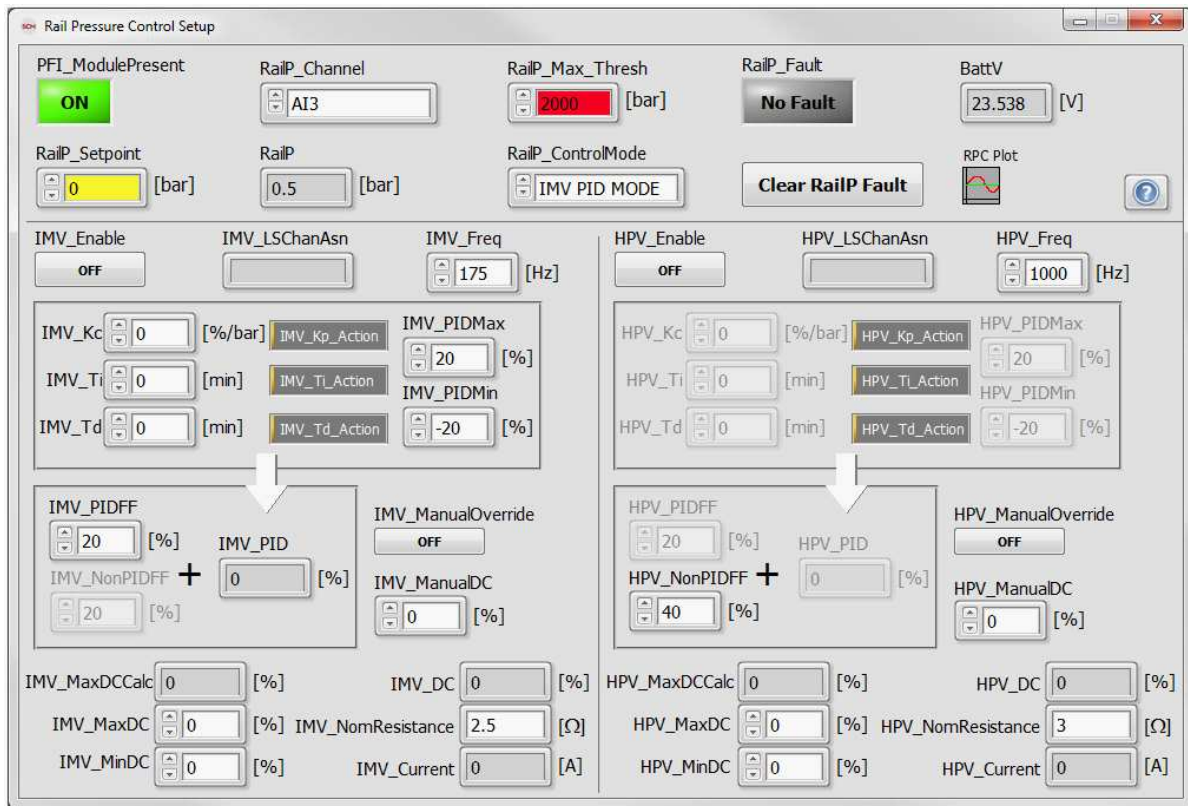 SCM Rail Pressure Control Setup
PFI_ModulePresent RailP_Channel RailP_Max_Thresh RailP_Fault BattV
ON AI3 2000 [bar] No Fault 23.538 [V]
RailP_Setpoint RailP RailP_ControlMode RPC Plot
0 [bar] 0.5 [bar] IMV PID MODE Clear RailP Fault ?
IMV_Enable IMV_LSChanAsn IMV_Freq HPV_Enable HPV_LSChanAsn HPV_Freq
OFF 175 [Hz] OFF 1000 [Hz]
IMV_Kc 0 [%/bar] IMV_Kp_Action IMV_PIDMax HPV_Kc 0 [%/bar] HPV_Kp_Action HPV_PIDMax
20 [%] 20 [%]
IMV_Ti 0 [min] IMV_Ti_Action IMV_PIDMin HPV_Ti 0 [min] HPV_Ti_Action HPV_PIDMin
IMV_Td 0 [min] IMV_Td_Action -20 [%] HPV_Td 0 [min] HPV_Td_Action -20 [%]
IMV_PIDFF IMV_ManualOverride HPV_PIDFF HPV_ManualOverride
20 [%] IMV_PID OFF 20 [%] HPV_PID OFF
IMV_NonPIDFF + 0 [%] IMV_ManualDC HPV_NonPIDFF + 0 [%] HPV_ManualDC
20 [%] 0 [%] 40 [%] 0 [%]
IMV_MaxDCCalc 0 [%] IMV_DC 0 [%] HPV_MaxDCCalc 0 [%] HPV_DC 0 [%]
IMV_MaxDC 0 [%] IMV_NomResistance 2.5 [Ω] HPV_MaxDC 0 [%] HPV_NomResistance 3 [Ω]
IMV_MinDC 0 [%] IMV_Current 0 [A] HPV_MinDC 0 [%] HPV_Current 0 [A]